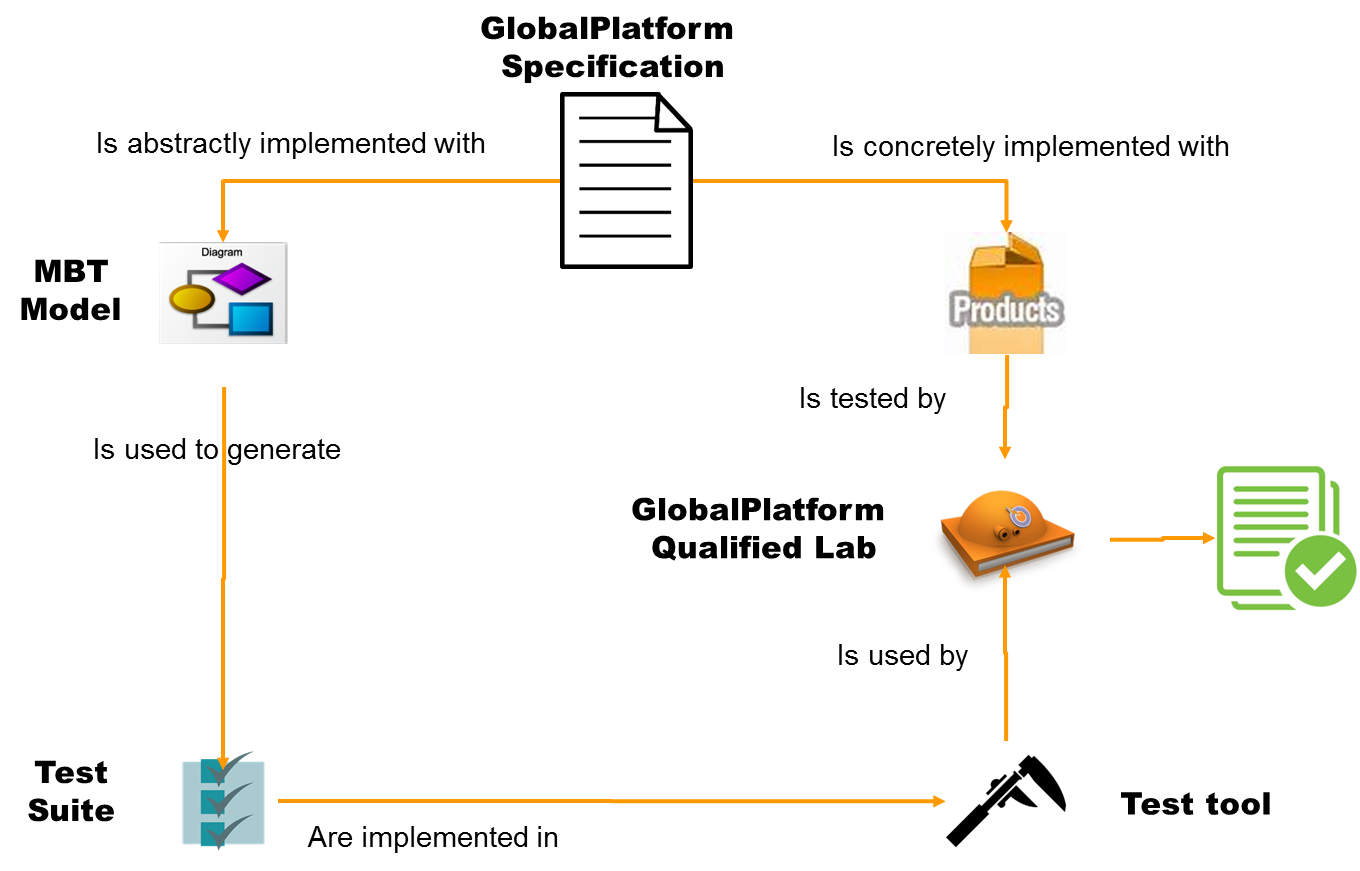 GlobalPlatform
Specification
Is abstractly implemented with
Is concretely implemented with
Diagram
MBT
Model
Products
Is tested by
Is used to generate
GlobalPlatform
Qualified Lab
Is used by
Test
Suite
Test tool
Are implemented in